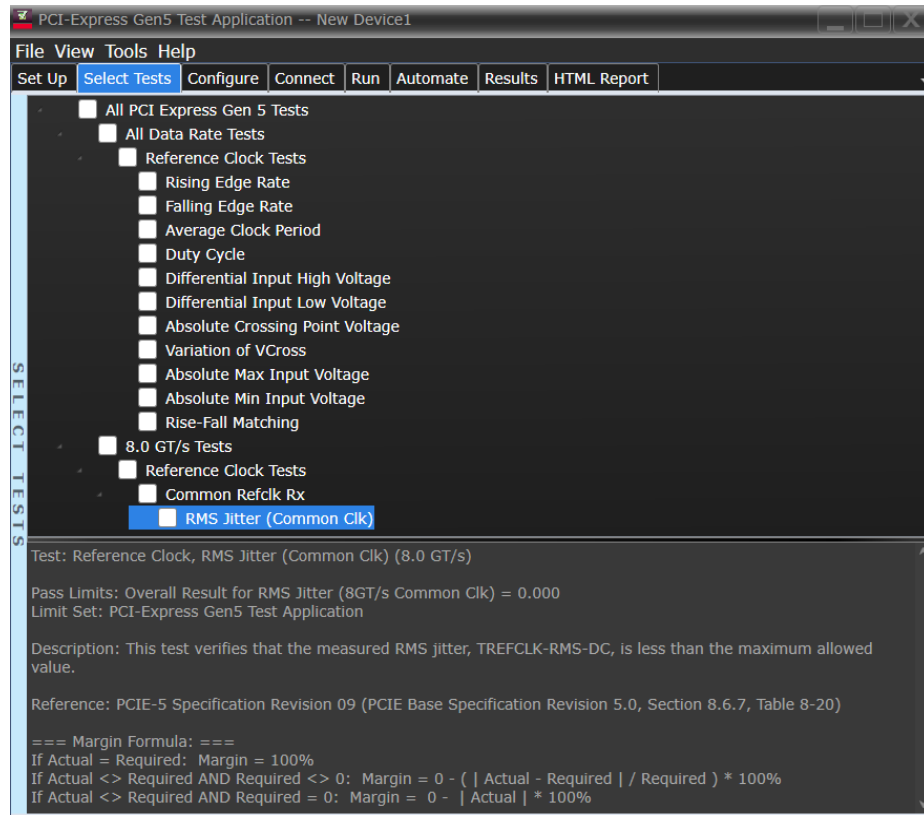 PCI-Express Gen5 Test Application -- New Device1
File View Tools Help
Set Up Select Tests Configure Connect Run Automate Results HTML Report
All PCI Express Gen 5 Tests
All Data Rate Tests
Reference Clock Tests
Rising Edge Rate
Falling Edge Rate
Average Clock Period
Duty Cycle
Differential Input High Voltage
Differential Input Low Voltage
Absolute Crossing Point Voltage
Variation of VCross
Absolute Max Input Voltage
Absolute Min Input Voltage
Rise-Fall Matching
8.0 GT/s Tests
Reference Clock Tests
Common Refclk Rx
RMS Jitter (Common Clk)
SELECT TESTS
Test: Reference Clock, RMS Jitter (Common Clk) (8.0 GT/s)
Pass Limits: Overall Result for RMS Jitter (8GT/s Common Clk) = 0.000
Limit Set: PCI-Express Gen5 Test Application
Description: This test verifies that the measured RMS jitter, TREFCLK-RMS-DC, is less than the maximum allowed
value.
Reference: PCIE-5 Specification Revision 09 (PCIE Base Specification Revision 5.0, Section 8.6.7, Table 8-20)
=== Margin Formula: ===
If Actual = Required: Margin = 100%
If Actual <> Required AND Required <> 0: Margin = 0 - ( | Actual - Required | / Required ) * 100%
If Actual <> Required AND Required = 0: Margin = 0 - | Actual | * 100%